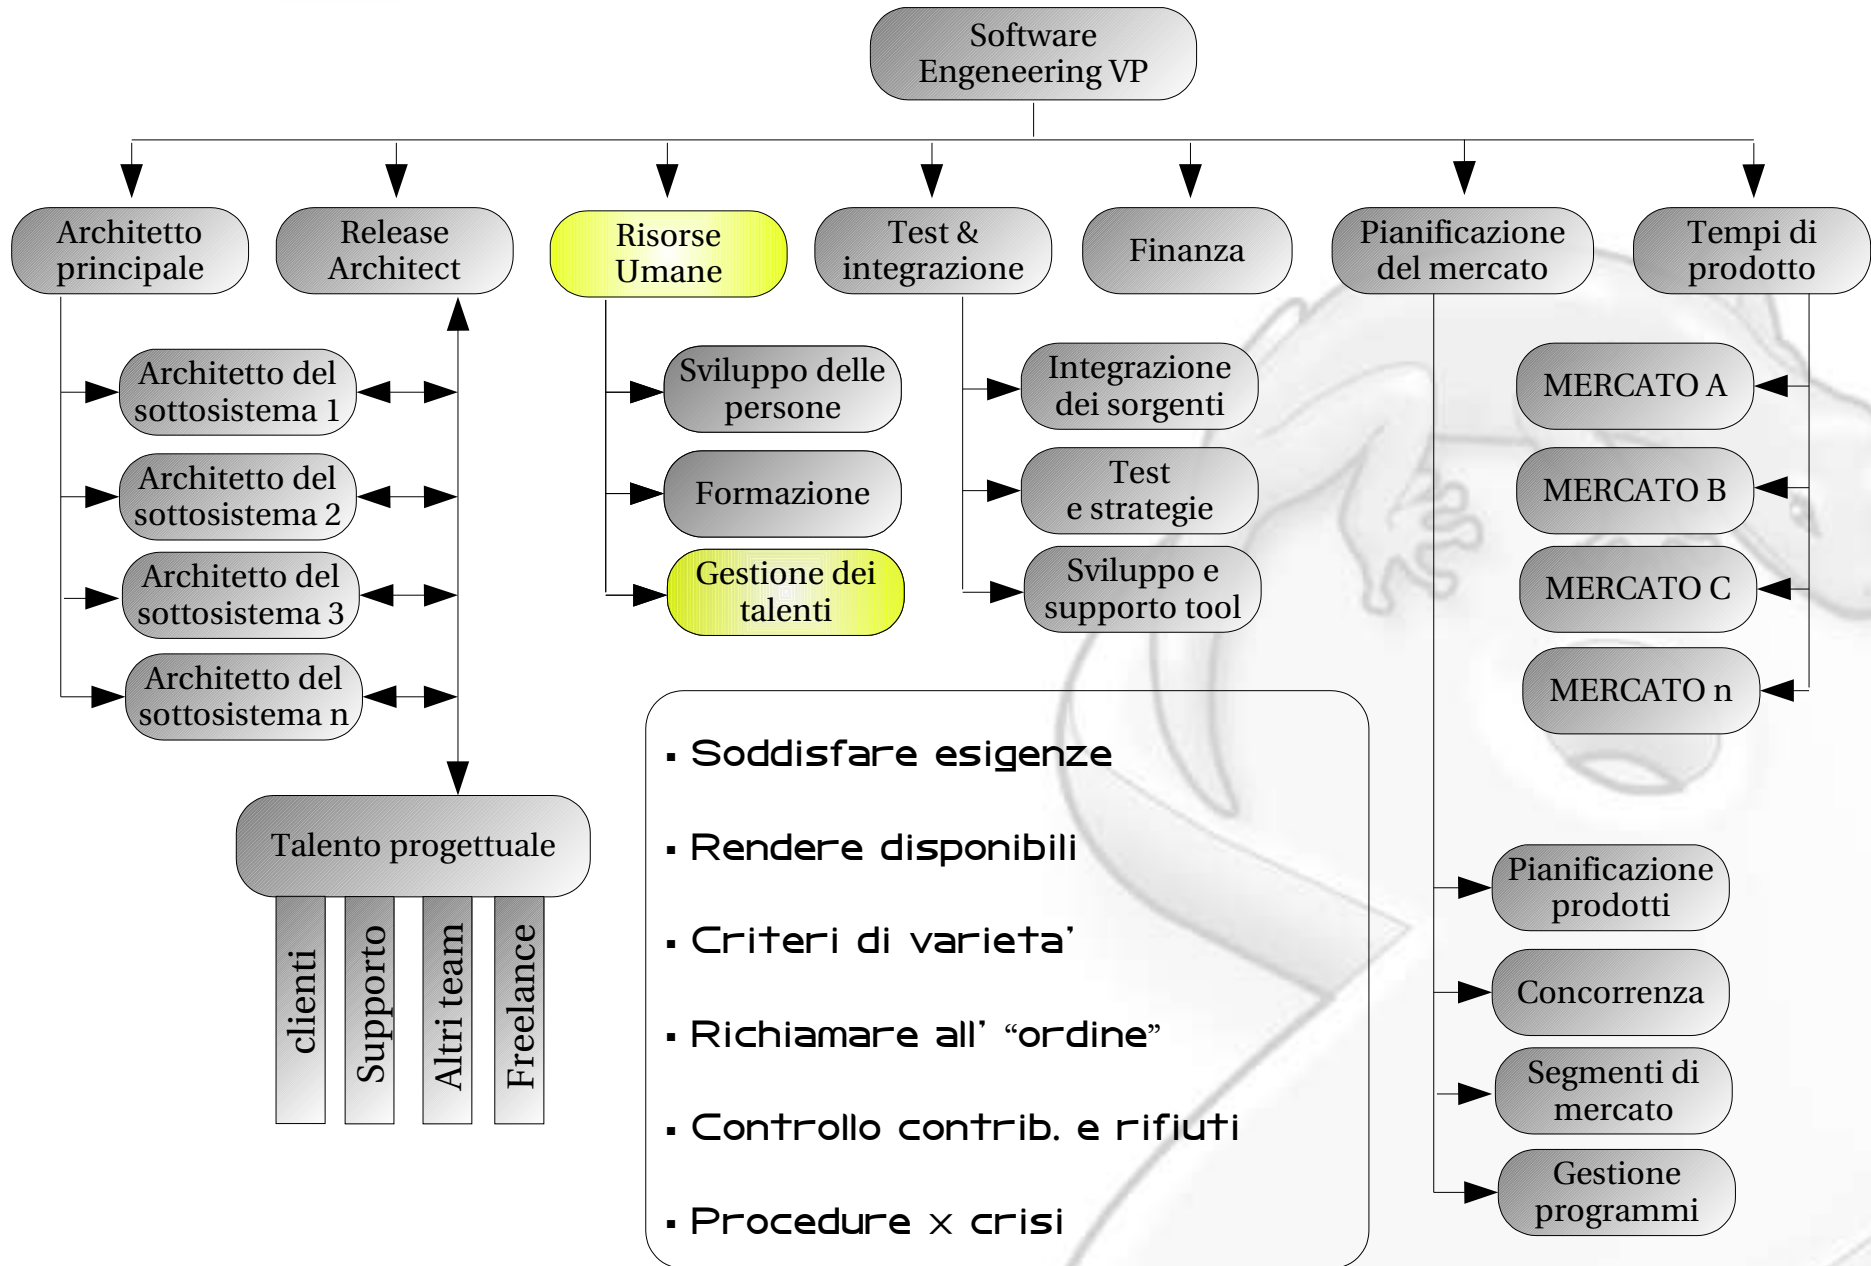 Software
Engeneering VP
Architetto
principale
Release
Architect
Risorse
Umane
Test &
integrazione
Finanza
Pianificazione
del mercato
Tempi di
prodotto
Architetto del
sottosistema 1
Architetto del
sottosistema 2
Architetto del
sottosistema 3
Architetto del
sottosistema n
Talento progettuale
clienti
Supporto
Altri team
Freelance
Sviluppo delle
persone
Formazione
Gestione dei
talenti
Integrazione
dei sorgenti
Test
e strategie
Sviluppo e
supporto tool
MERCATO A
MERCATO B
MERCATO C
MERCATO n
▪ Soddisfare esigenze
▪ Rendere disponibili
▪ Criteri di varieta'
▪ Richiamare all' “ordine”
▪ Controllo contrib. e rifiuti
▪ Procedure x crisi
Pianificazione
prodotti
Concorrenza
Segmenti di
mercato
Gestione
programmi